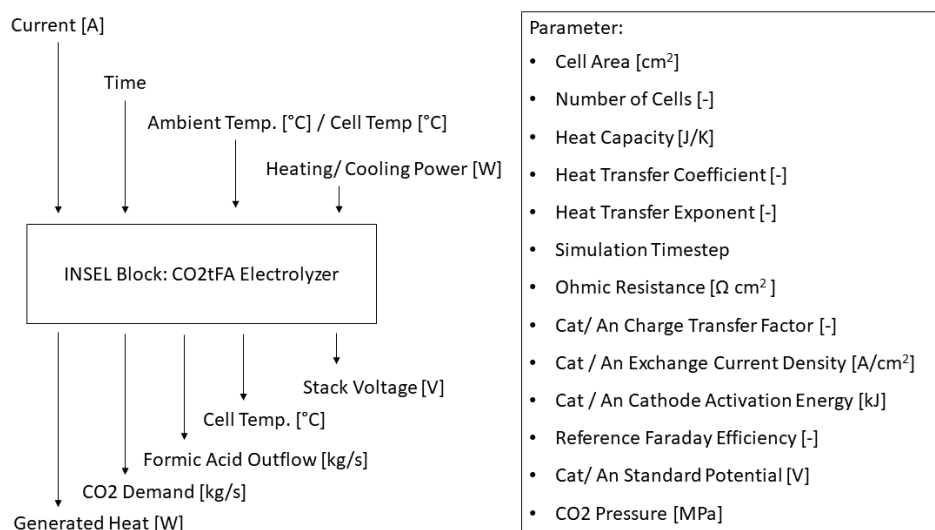 Current [A]
Time
Ambient Temp. [°C] / Cell Temp [°C]
Heating/ Cooling Power [W]
INSEL Block: CO2tFA Electrolyzer
Stack Voltage [V]
Cell Temp. [°C]
Formic Acid Outflow [kg/s]
CO2 Demand [kg/s]
Generated Heat [W]
Parameter:
• Cell Area [cm²]
• Number of Cells [-]
• Heat Capacity [J/K]
• Heat Transfer Coefficient [-]
• Heat Transfer Exponent [-]
• Simulation Timestep
• Ohmic Resistance [Ω cm² ]
• Cat/ An Charge Transfer Factor [-]
• Cat / An Exchange Current Density [A/cm²]
• Cat / An Cathode Activation Energy [kJ]
• Reference Faraday Efficiency [-]
• Cat/ An Standard Potential [V]
• CO2 Pressure [MPa]